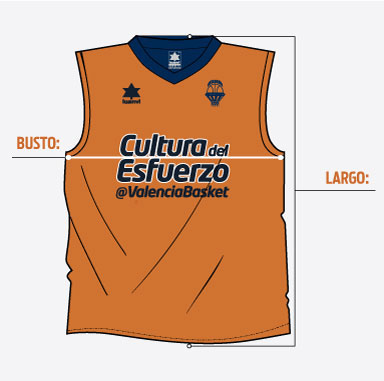 luanvi
BUSTO:
Cultura del
Esfuerzo
@ValenciaBasket
LARGO: